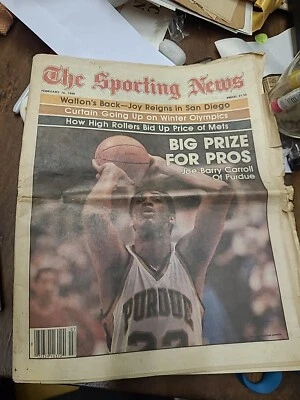 The Sporting News
FEBRUARY 16, 1980
Walton's Back—Joy Reigns in San Diego
Curtain Going Up on Winter Olympics
How High Rollers Bid Up Price of Mets
BIG PRIZE
FOR PROS
Joe Barry Carroll
Of Purdue
PURDUE